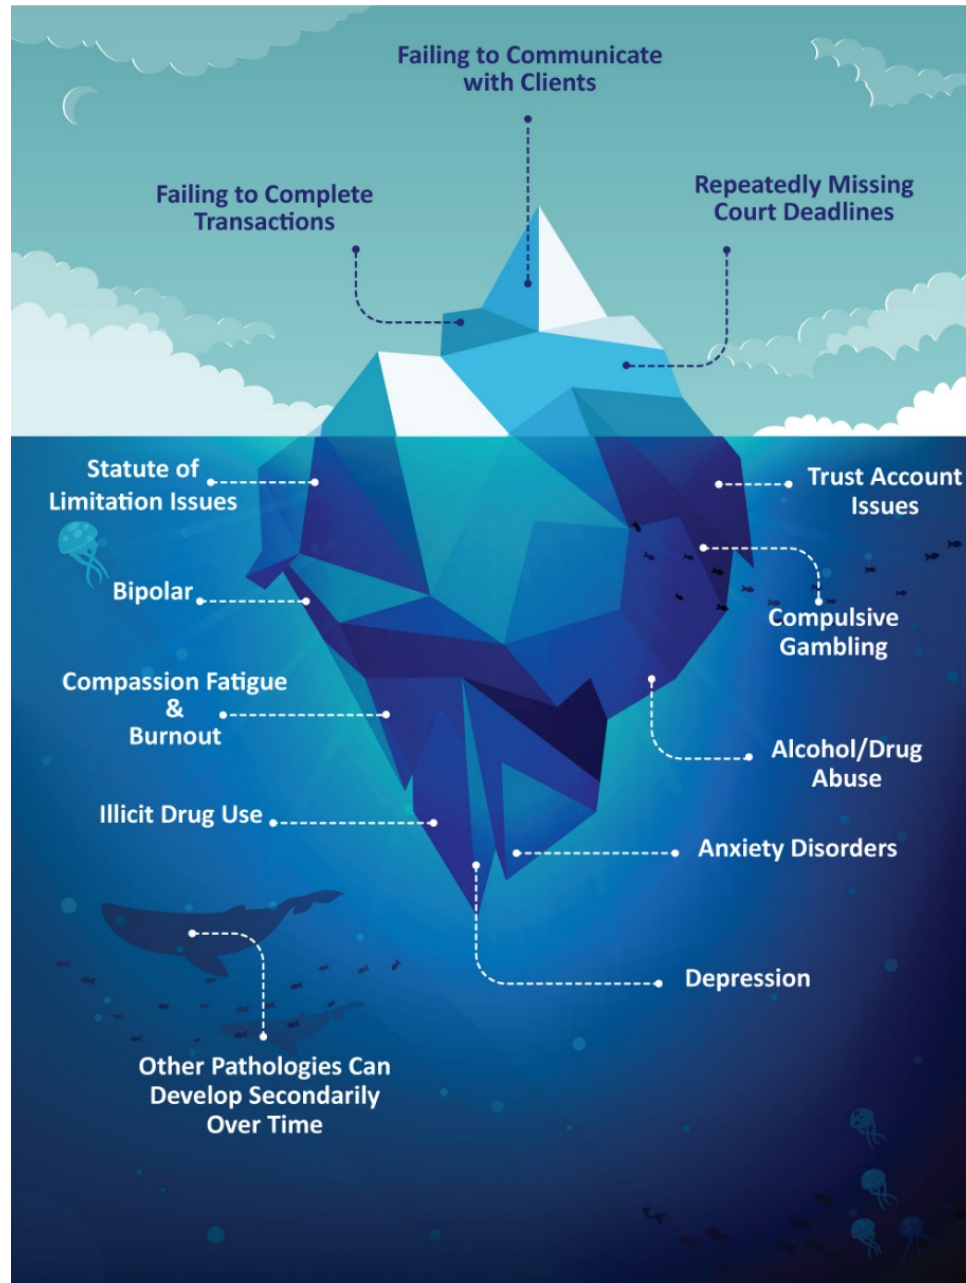 Failing to Communicate
with Clients
Failing to Complete
Transactions
Repeatedly Missing
Court Deadlines
Statute of
Limitation Issues
Trust Account
Issues
Bipolar
Compulsive
Gambling
Compassion Fatigue
&
Burnout
Alcohol/Drug
Abuse
Illicit Drug Use
Anxiety Disorders
Depression
Other Pathologies Can
Develop Secondarily
Over Time